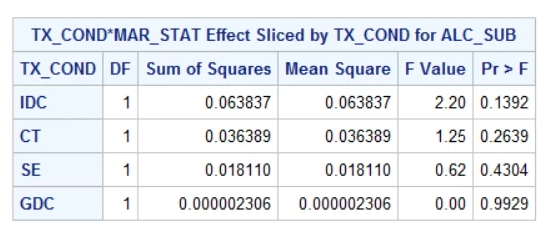 TX_COND*MAR_STAT Effect Sliced by TX_COND for ALC_SUB
TX_COND DF Sum of Squares Mean Square F Value Pr > F
IDC 1 0.063837 0.063837 2.20 0.1392
CT 1 0.036389 0.036389 1.25 0.2639
SE 1 0.018110 0.018110 0.62 0.4304
GDC 1 0.000002306 0.000002306 0.00 0.9929